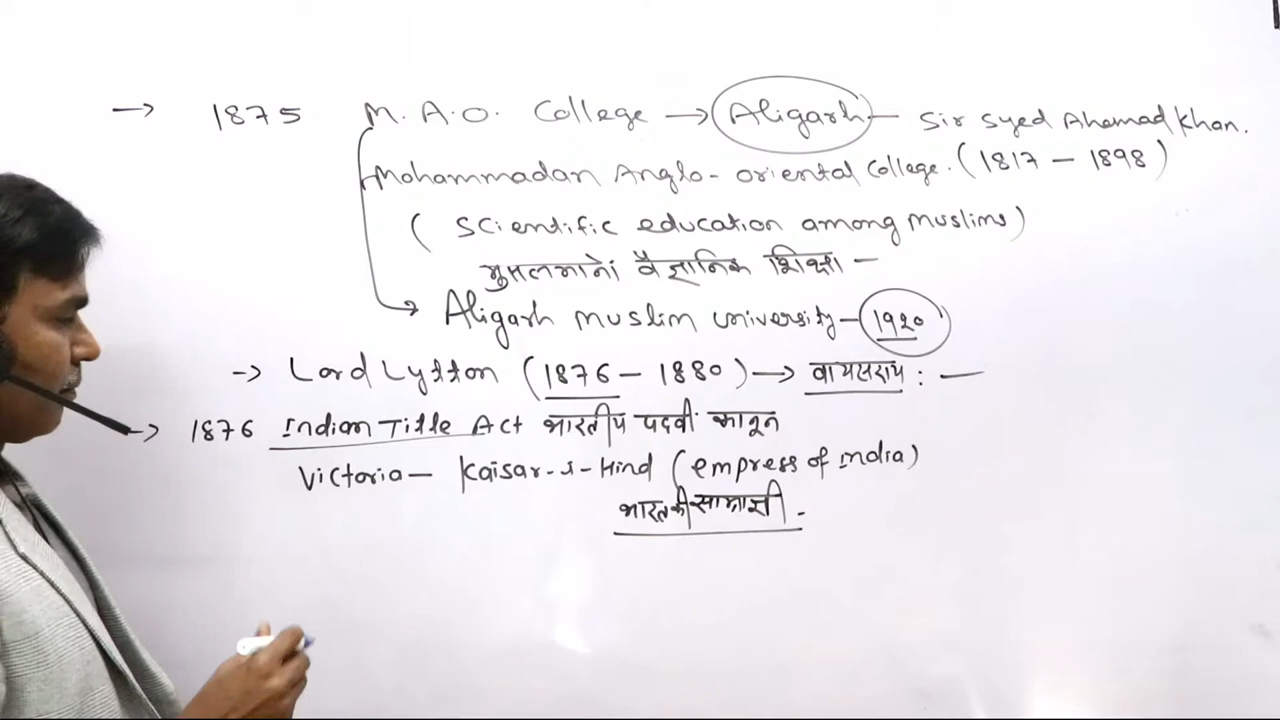 → 1875 M.A.O. College → Aligarh — Sir Syed Ahemad Khan.
Mohammadan Anglo-oriental College. (1817 – 1898)
( Scientific education among muslims)
मुसलमानों वैज्ञानिक शिक्षा —
→ Aligarh muslim university – 1920
→ Lord Lytton (1876 – 1880) → वायसराय : —
→ 1876 Indian Title Act भारतीय पदवी कानून
Victoria – Kaisar-i-Hind (empress of india)
भारत की साम्राज्ञी .